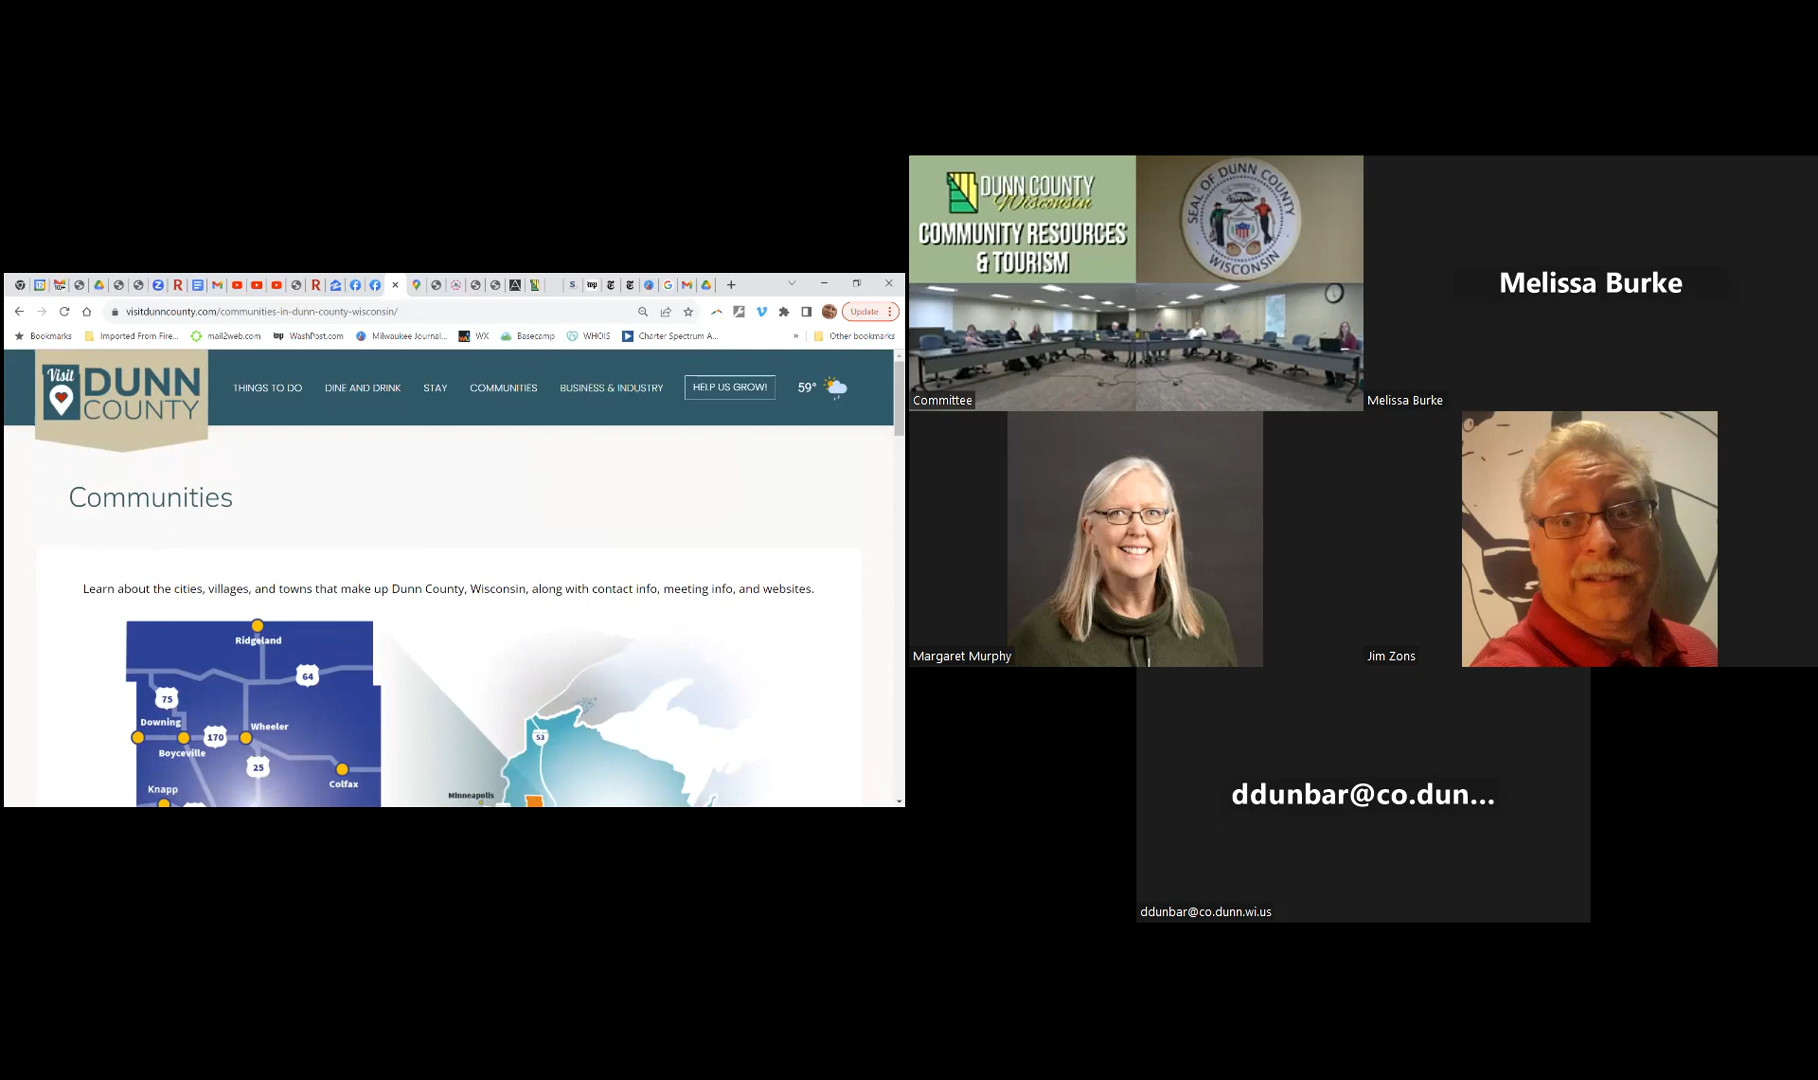 visitdunncounty.com/communities-in-dunn-county-wisconsin/
Update
Bookmarks
Imported From Fire...
mail2web.com
WashPost.com
Milwaukee Journal...
WX
Basecamp
WHOIS
Charter Spectrum A...
»
Other bookmarks
Visit
DUNN
COUNTY
THINGS TO DO
DINE AND DRINK
STAY
COMMUNITIES
BUSINESS & INDUSTRY
HELP US GROW!
59°
Communities
Learn about the cities, villages, and towns that make up Dunn County, Wisconsin, along with contact info, meeting info, and websites.
Ridgeland
64
75
Downing
170
Wheeler
Boyceville
25
Colfax
Knapp
53
Minneapolis
DUNN COUNTY
Wisconsin
COMMUNITY RESOURCES
& TOURISM
SEAL OF DUNN COUNTY
WISCONSIN
Committee
Melissa Burke
Melissa Burke
Margaret Murphy
Jim Zons
ddunbar@co.dun...
ddunbar@co.dunn.wi.us